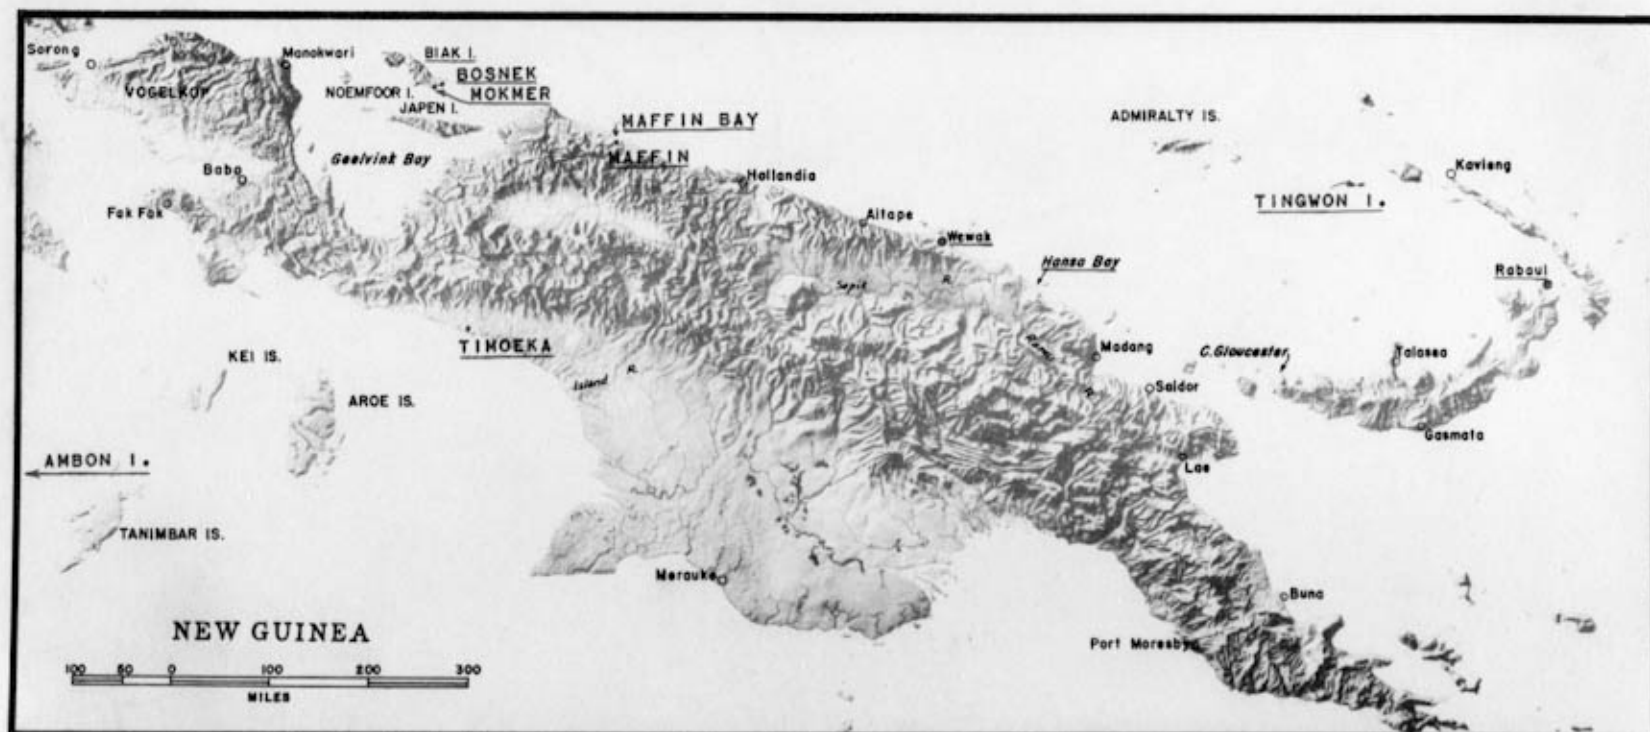 Sorong
Manokwari
BIAK I.
VOGELKOP
NOEMFOOR I.
BOSNEK
MOKMER
JAPEN I.
MAFFIN BAY
ADMIRALTY IS.
Geelvink Bay
MAFFIN
Kavieng
Babo
Hollandia
TINGWON I.
Fak Fak
Aitape
Wewak
Hansa Bay
Rabaul
Sepik R.
TIMOEKA
KEI IS.
Ramu R.
Madang
C. Gloucester
Talasea
Island R.
Saidor
AROE IS.
Gasmata
AMBON I.
Lae
TANIMBAR IS.
Merauke
Buna
NEW GUINEA
Port Moresby
100 50 0 100 200 300
MILES